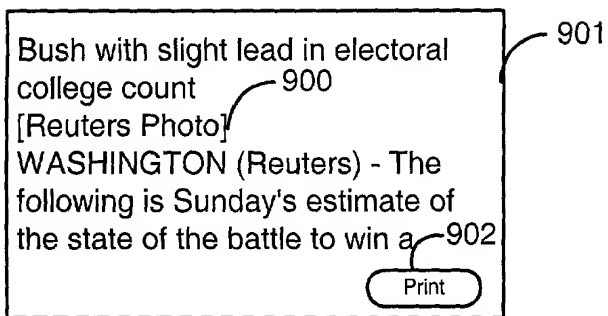 Bush with slight lead in electoral
901
college count
900
[Reuters Photo]
WASHINGTON (Reuters) - The
following is Sunday's estimate of
the state of the battle to win a
902
Print